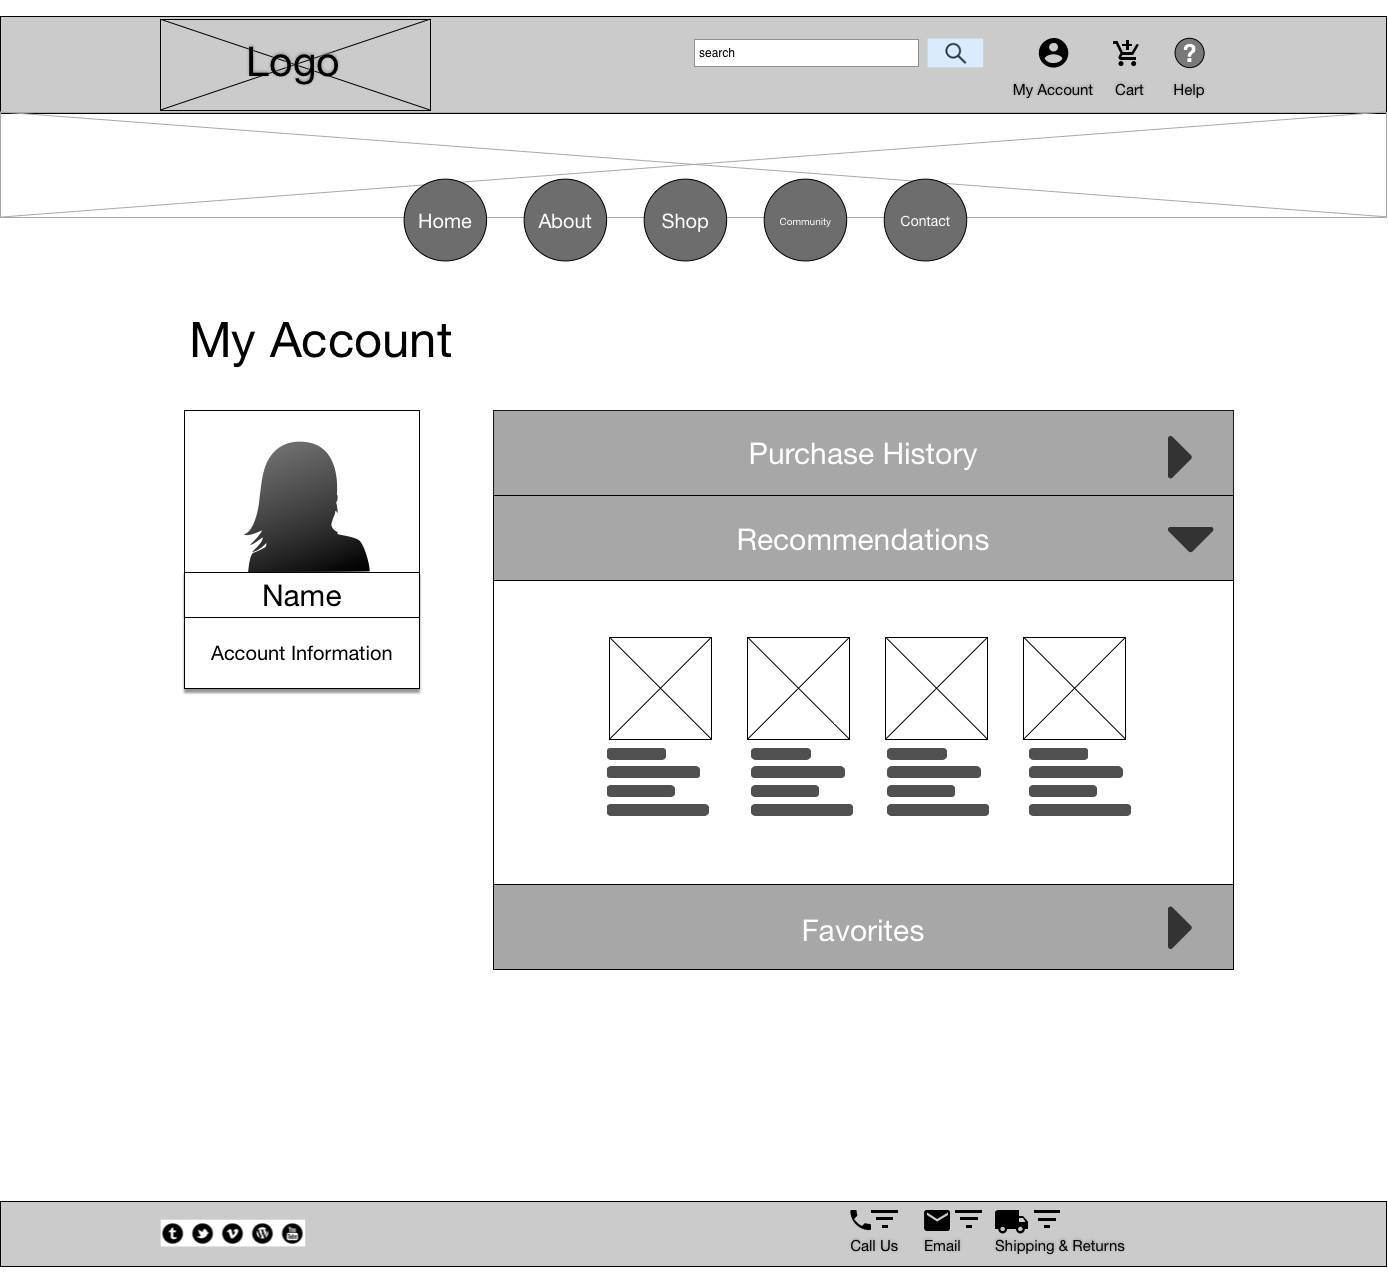 Logo
search
My Account
Cart
Help
Home
About
Shop
Community
Contact
My Account
Name
Account Information
Purchase History
Recommendations
Favorites
Call Us
Email
Shipping & Returns